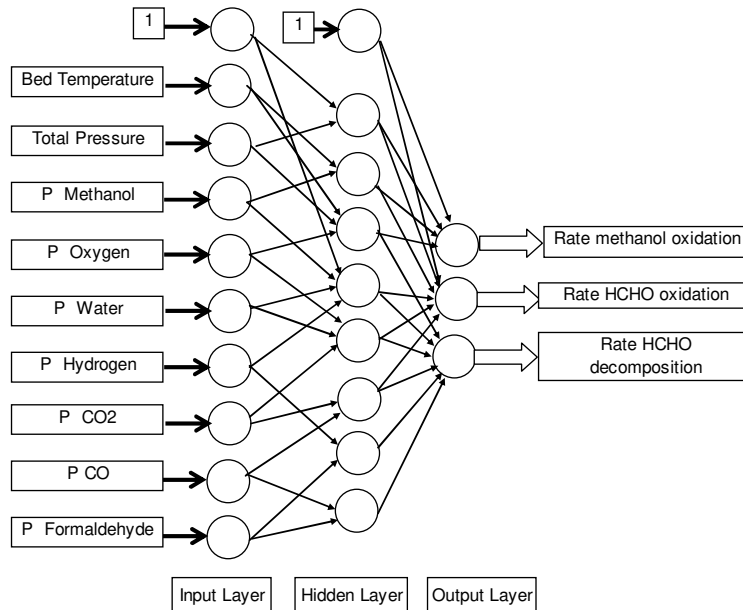 1
1
Bed Temperature
Total Pressure
P Methanol
P Oxygen
P Water
P Hydrogen
P CO2
P CO
P Formaldehyde
Rate methanol oxidation
Rate HCHO oxidation
Rate HCHO
decomposition
Input Layer
Hidden Layer
Output Layer